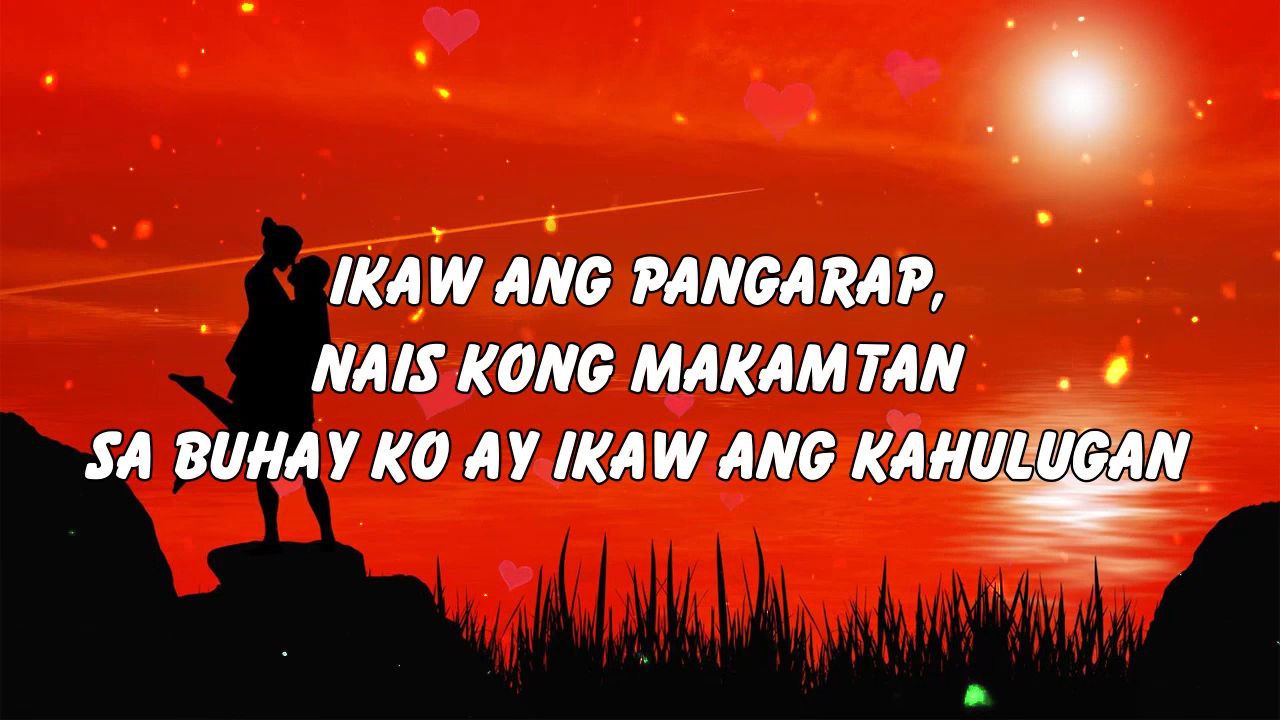 IKAW ANG PANGARAP,
NAIS KONG MAKAMTAN
SA BUHAY KO AY IKAW ANG KAHULUGAN